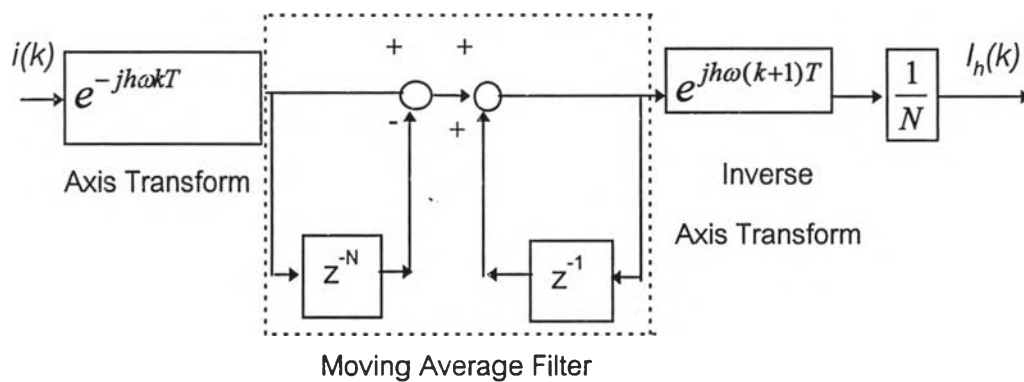 i(k)
e^{-jhωkT}
Axis Transform
+ +
-
+
z^{-N}
z^{-1}
Moving Average Filter
e^{jhω(k+1)T}
Inverse
Axis Transform
1
N
I_h(k)